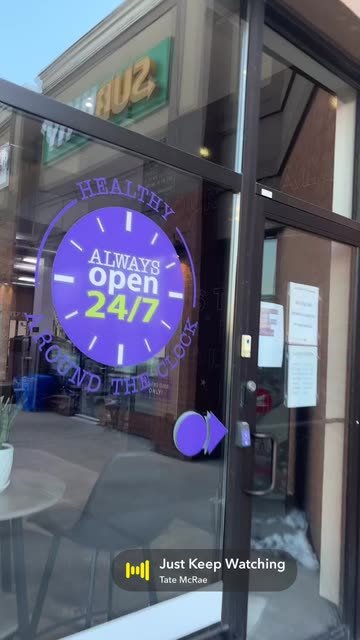 SUB
HEALTHY
ALWAYS
open
24/7
AROUND THE CLOCK
Just Keep Watching
Tate McRae